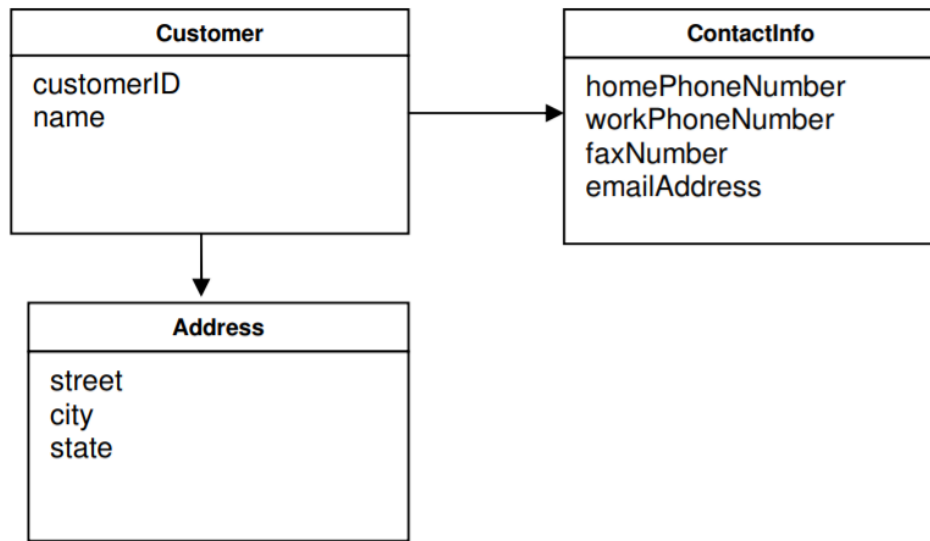 Customer
customerID
name
ContactInfo
homePhoneNumber
workPhoneNumber
faxNumber
emailAddress
Address
street
city
state